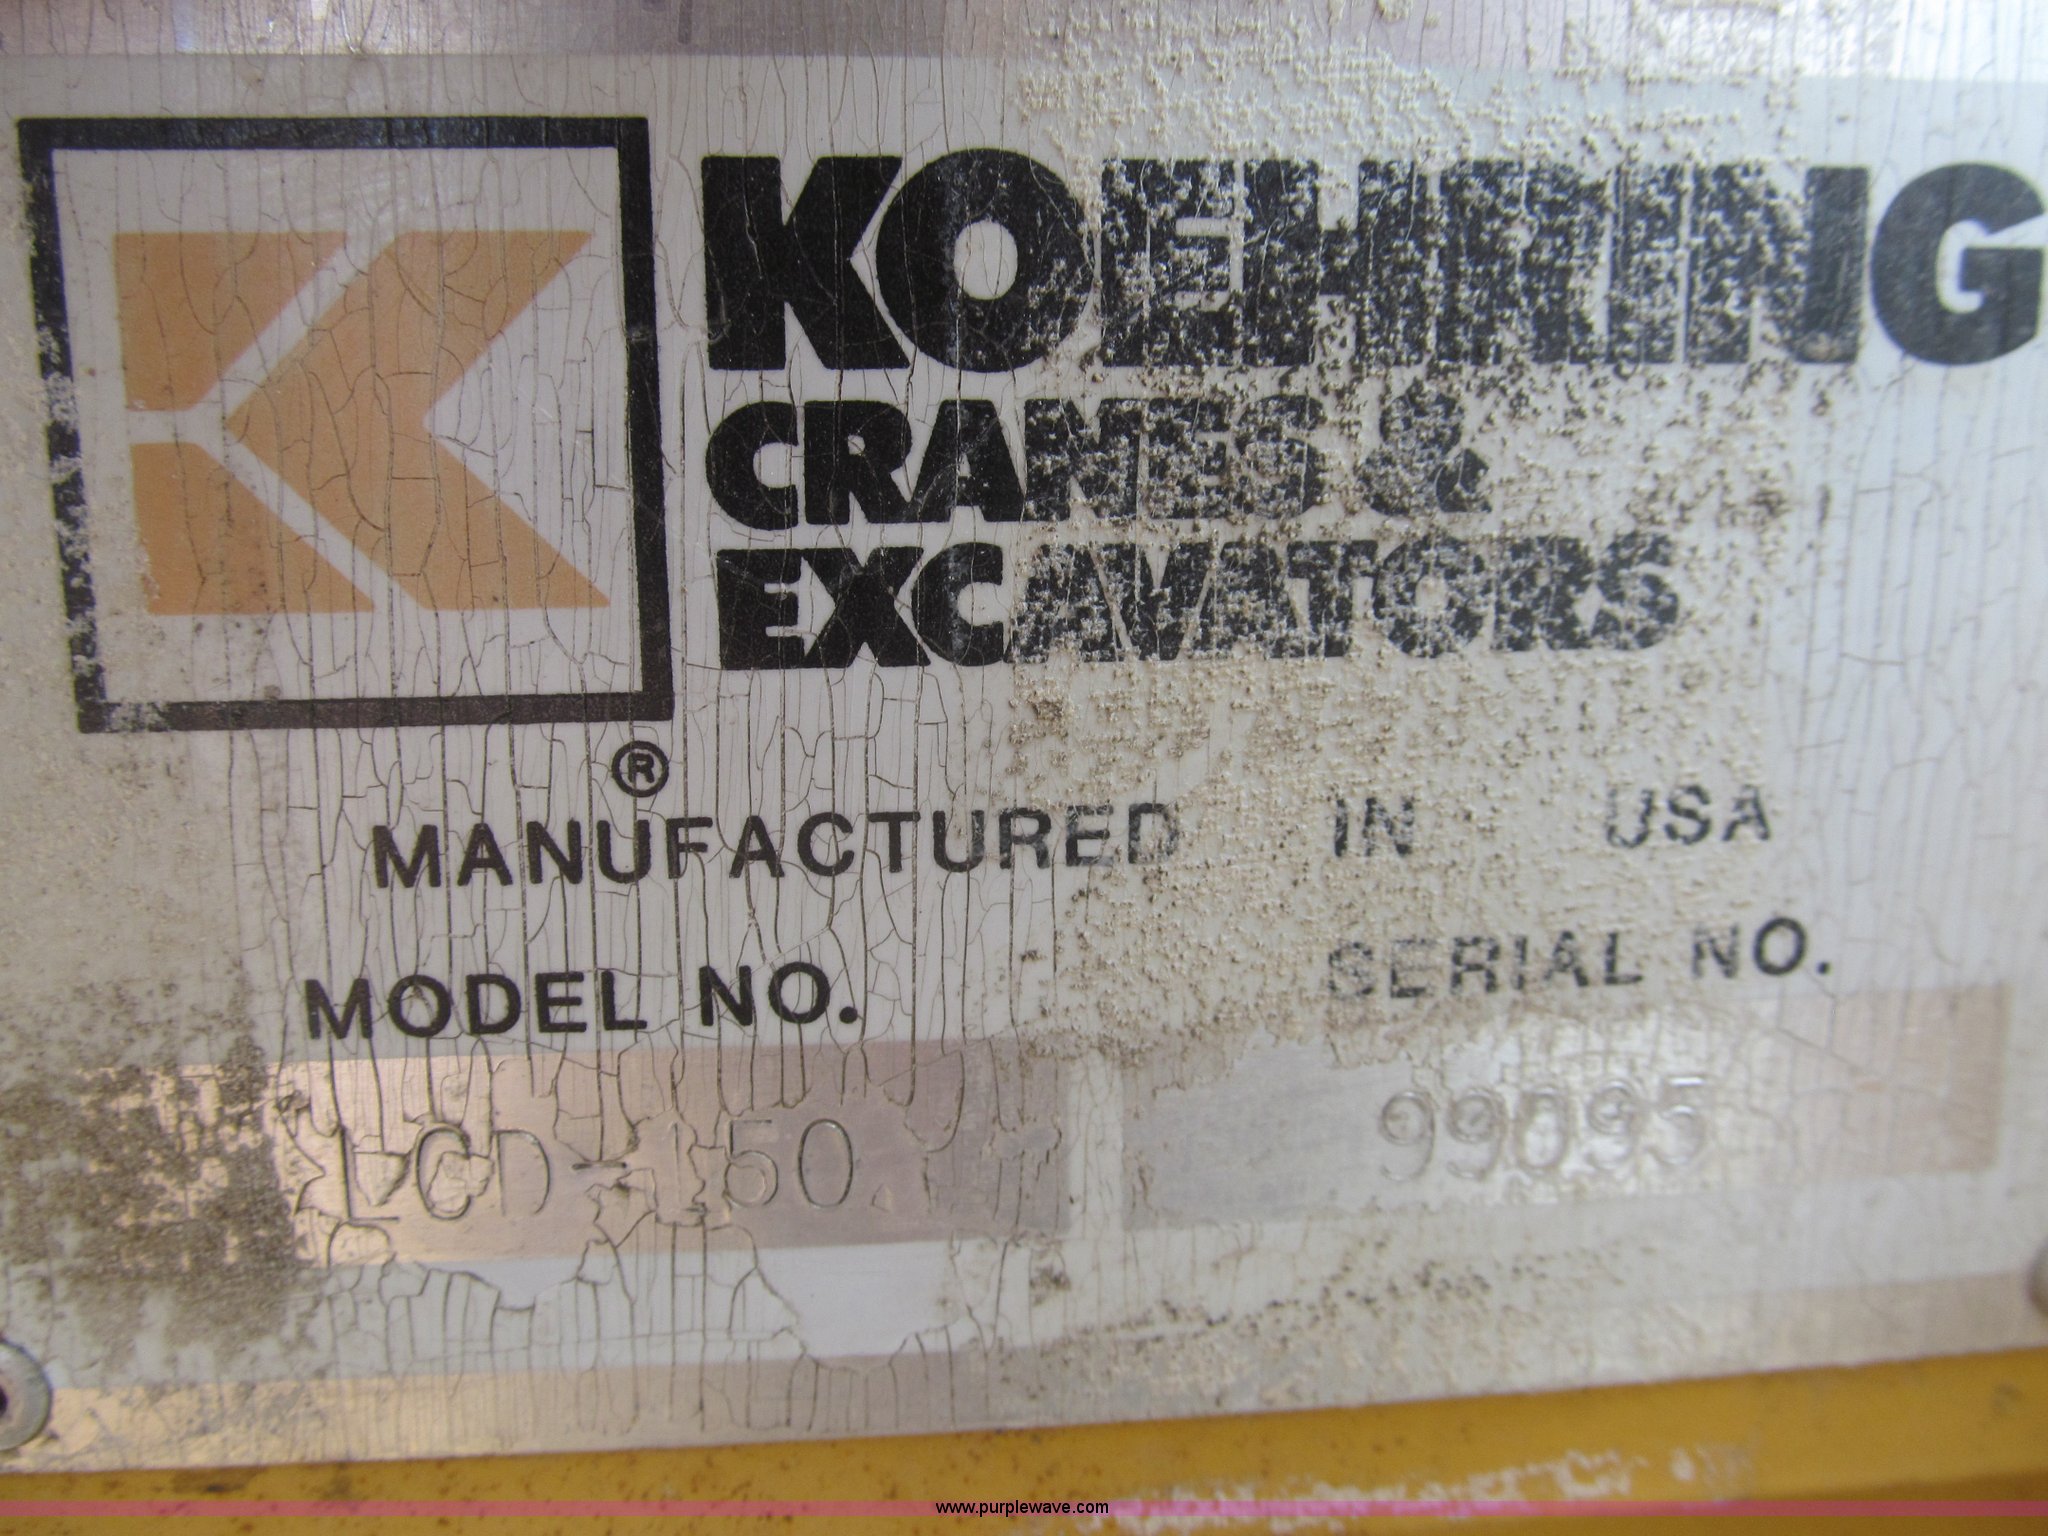 KOEHRING
CRANES &
EXCAVATORS
®
MANUFACTURED IN USA
MODEL NO. SERIAL NO.
LCD-150 99095
www.purplewave.com